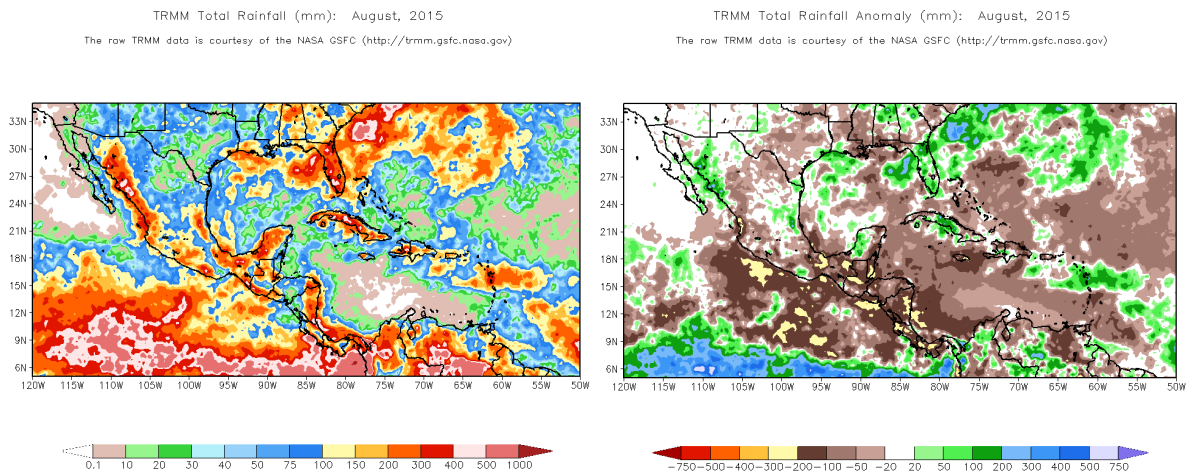 TRMM Total Rainfall (mm): August, 2015
The raw TRMM data is courtesy of the NASA GSFC (http://trmm.gsfc.nasa.gov)
33N
30N
27N
24N
21N
18N
15N
12N
9N
6N
120W 115W 110W 105W 100W 95W 90W 85W 80W 75W 70W 65W 60W 55W 50W
0.1 10 20 30 40 50 75 100 150 200 300 400 500 1000
TRMM Total Rainfall Anomaly (mm): August, 2015
The raw TRMM data is courtesy of the NASA GSFC (http://trmm.gsfc.nasa.gov)
33N
30N
27N
24N
21N
18N
15N
12N
9N
6N
120W 115W 110W 105W 100W 95W 90W 85W 80W 75W 70W 65W 60W 55W 50W
−750 −500 −400 −300 −200 −100 −50 −20 20 50 100 200 300 400 500 750